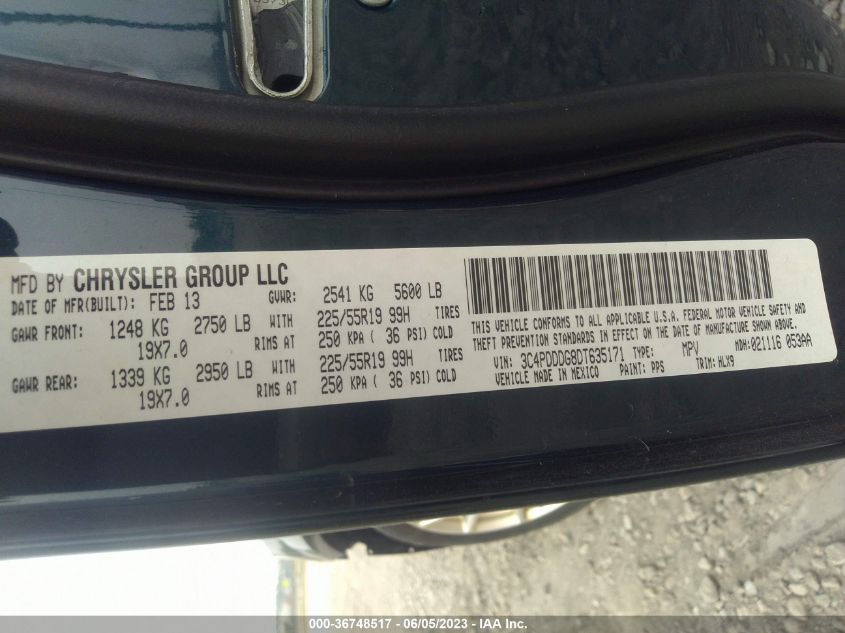 MFD BY CHRYSLER GROUP LLC
DATE OF MFR(BUILT): FEB 13 GVWR: 2541 KG 5600 LB
GAWR FRONT: 1248 KG 2750 LB WITH 225/55R19 99H TIRES
19X7.0 RIMS AT 250 KPA ( 36 PSI) COLD
GAWR REAR: 1339 KG 2950 LB WITH 225/55R19 99H TIRES
19X7.0 RIMS AT 250 KPA ( 36 PSI) COLD
THIS VEHICLE CONFORMS TO ALL APPLICABLE U.S.A. FEDERAL MOTOR VEHICLE SAFETY AND
THEFT PREVENTION STANDARDS IN EFFECT ON THE DATE OF MANUFACTURE SHOWN ABOVE.
VIN: 3C4PDDDG8DT635171 TYPE: MPV MDH: 021116 053AA
VEHICLE MADE IN MEXICO PAINT: PPS TRIM: HLX9
000-36748517 - 06/05/2023 - IAA Inc.